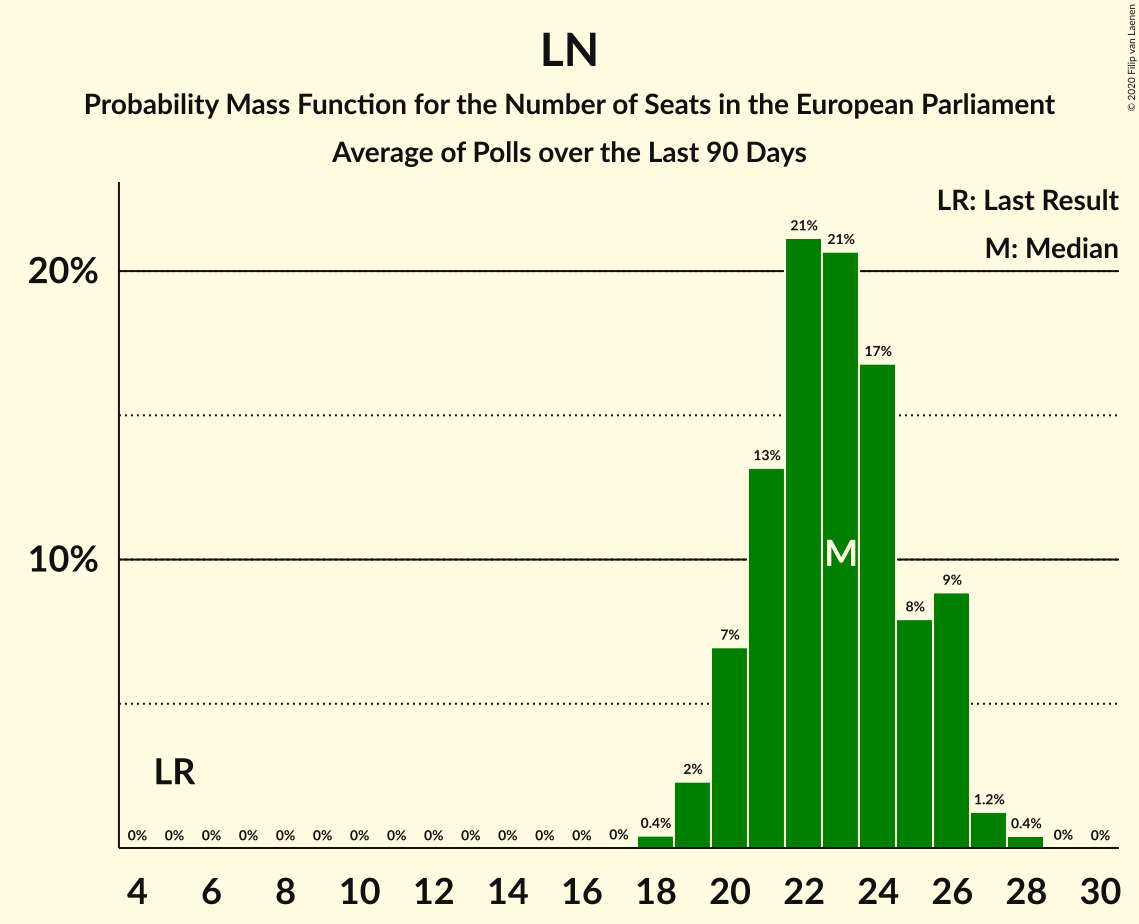 LN
Probability Mass Function for the Number of Seats in the European Parliament
Average of Polls over the Last 90 Days
© 2020 Filip van Laenen
LR: Last Result
M: Median
20%
10%
LR
M
0% 0% 0% 0% 0% 0% 0% 0% 0% 0% 0% 0% 0% 0% 0.4% 2% 7% 13% 21% 21% 17% 8% 9% 1.2% 0.4% 0% 0%
4 6 8 10 12 14 16 18 20 22 24 26 28 30